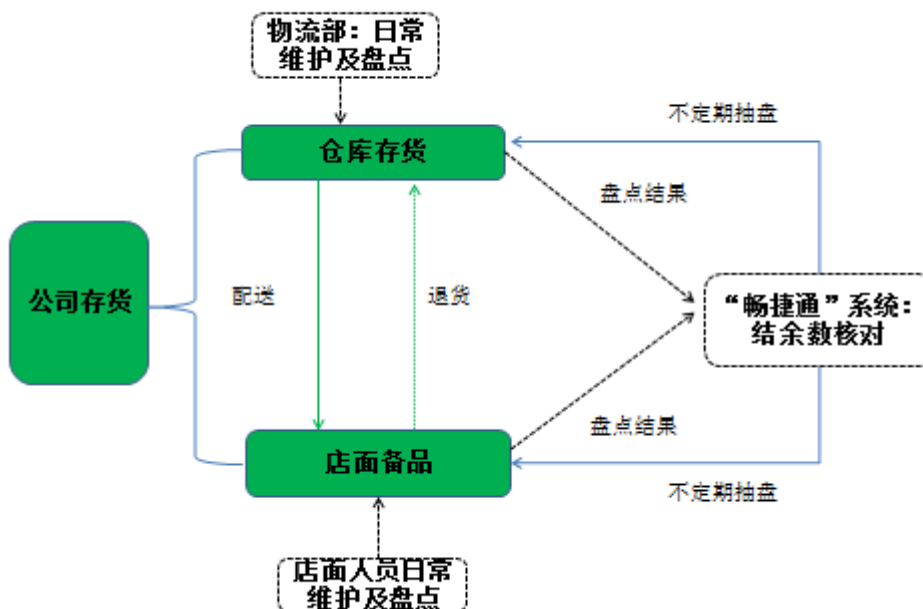 物流部：日常
维护及盘点
不定期抽盘
仓库存货
盘点结果
公司存货
配送
退货
“畅捷通”系统：
结余数核对
盘点结果
店面备品
不定期抽盘
店面人员日常
维护及盘点